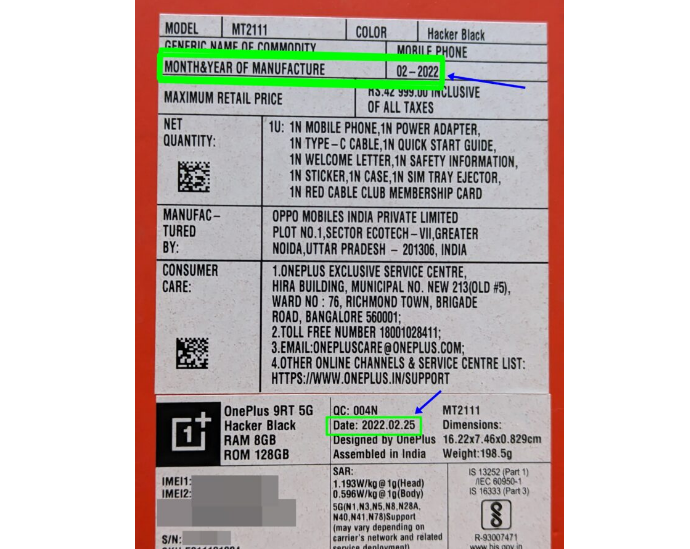 MODEL MT2111 COLOR Hacker Black
GENERIC NAME OF COMMODITY MOBILE PHONE
MONTH&YEAR OF MANUFACTURE 02-2022
MAXIMUM RETAIL PRICE RS.42 999.00 INCLUSIVE
OF ALL TAXES
NET
QUANTITY:
1U: 1N MOBILE PHONE,1N POWER ADAPTER,
1N TYPE-C CABLE,1N QUICK START GUIDE,
1N WELCOME LETTER,1N SAFETY INFORMATION,
1N STICKER,1N CASE,1N SIM TRAY EJECTOR,
1N RED CABLE CLUB MEMBERSHIP CARD
MANUFAC-
TURED
BY:
OPPO MOBILES INDIA PRIVATE LIMITED
PLOT NO.1,SECTOR ECOTECH-VII,GREATER
NOIDA,UTTAR PRADESH - 201306, INDIA
CONSUMER
CARE:
1.ONEPLUS EXCLUSIVE SERVICE CENTRE,
HIRA BUILDING, MUNICIPAL NO. NEW 213(OLD #5),
WARD NO : 76, RICHMOND TOWN, BRIGADE
ROAD, BANGALORE 560001;
2.TOLL FREE NUMBER 18001028411;
3.EMAIL:ONEPLUSCARE@ONEPLUS.COM;
4.OTHER ONLINE CHANNELS & SERVICE CENTRE LIST:
HTTPS://WWW.ONEPLUS.IN/SUPPORT
OnePlus 9RT 5G
Hacker Black
RAM 8GB
ROM 128GB
QC: 004N
Date: 2022.02.25
Designed by OnePlus
Assembled in India
MT2111
Dimensions:
16.22x7.46x0.829cm
Weight:198.5g
IMEI1:
IMEI2:
S/N:
SAR:
1.193W/kg@1g(Head)
0.596W/kg@1g(Body)
5G(N1,N3,N5,N8,N28A,
N40,N41,N78)Support
(may vary depending on
carrier's network and related
service deployment)
IS 13252 (Part 1)
/IEC 60950-1
IS 16333 (Part 3)
R-93007471
www.bis.gov.in